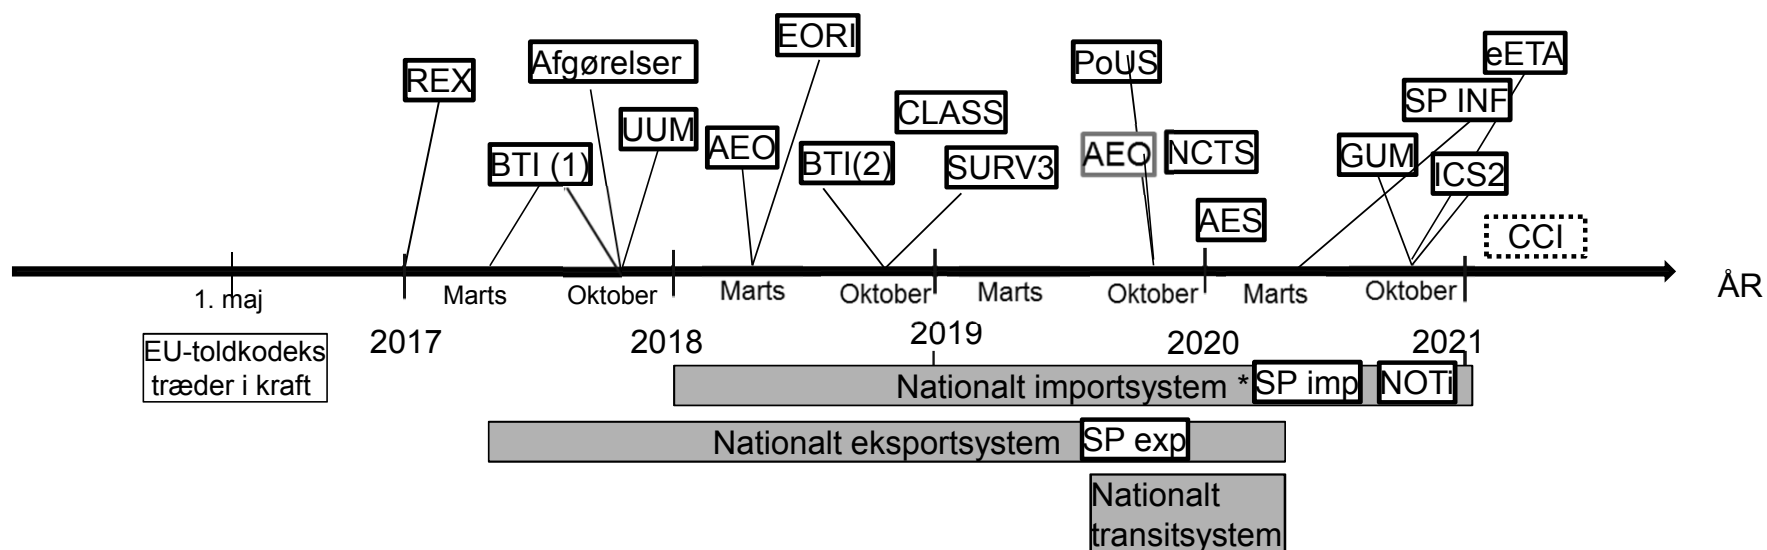 EORI
eETA
Afgørelser
PoUS
REX
SP INF
CLASS
UUM
AEO
BTI (1)
BTI(2)
SURV3
AEO
NCTS
GUM
ICS2
AES
CCI
1. maj
Marts
Oktober
Marts
Oktober
Marts
Oktober
Marts
Oktober
ÅR
2017
2018
2019
2020
2021
EU-toldkodeks
træder i kraft
Nationalt importsystem *
SP imp
NOTi
Nationalt eksportsystem
SP exp
Nationalt
transitsystem